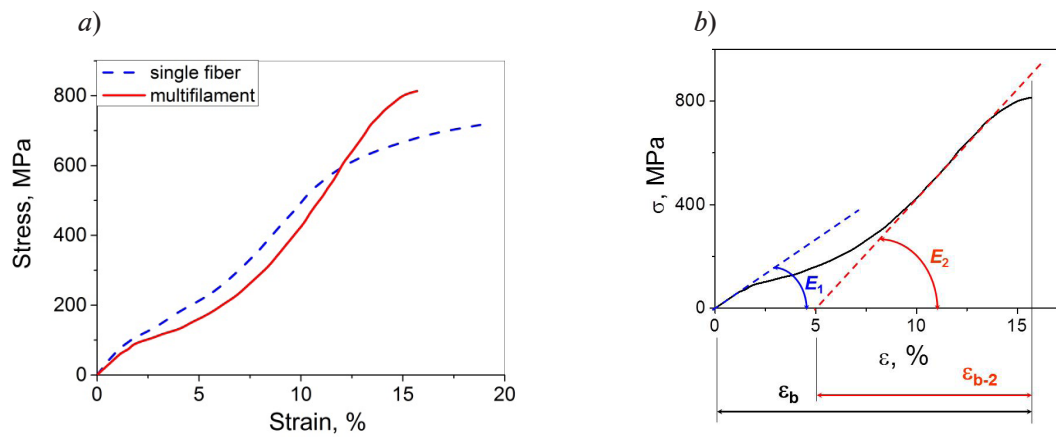 a)
single fiber
multifilament
Stress, MPa
800
600
400
200
0
0 5 10 15 20
Strain, %
b)
σ, MPa
800
400
0
E₁
E₂
0 5 10 15
ε, %
εb-2
εb